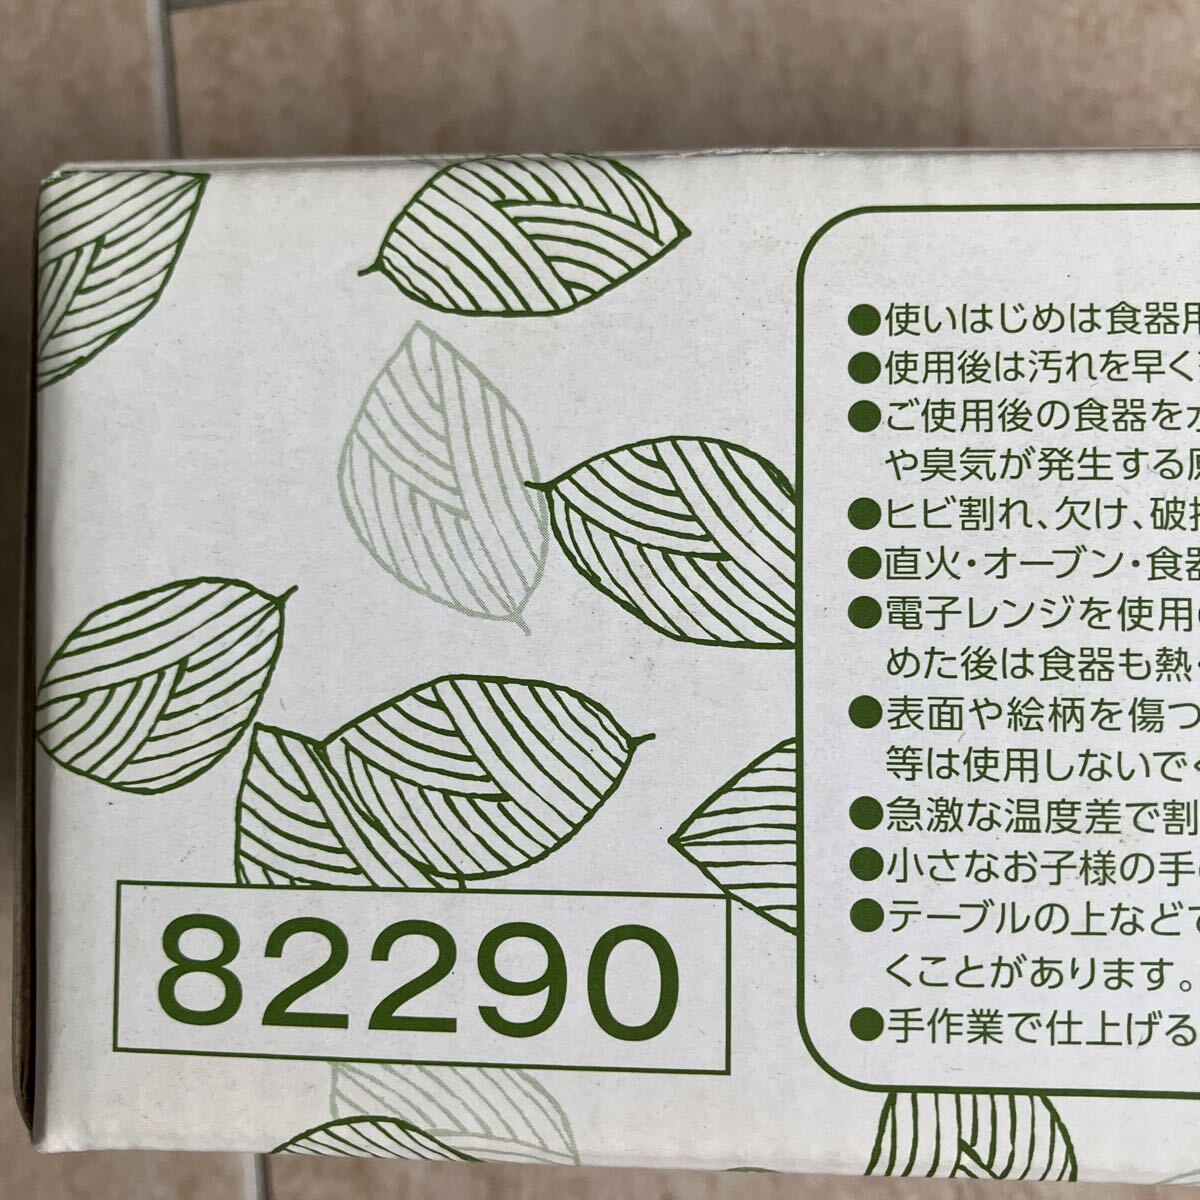 ●使いはじめは食器用
●使用後は汚れを早く
●ご使用後の食器を
や臭気が発生する
●ヒビ割れ、欠け、破損
●直火・オーブン・食器
●電子レンジを使用
めた後は食器も熱
●表面や絵柄を傷つ
等は使用しないで
●急激な温度差で割
●小さなお子様の手
●テーブルの上などで
くことがあります。
●手作業で仕上げる
82290